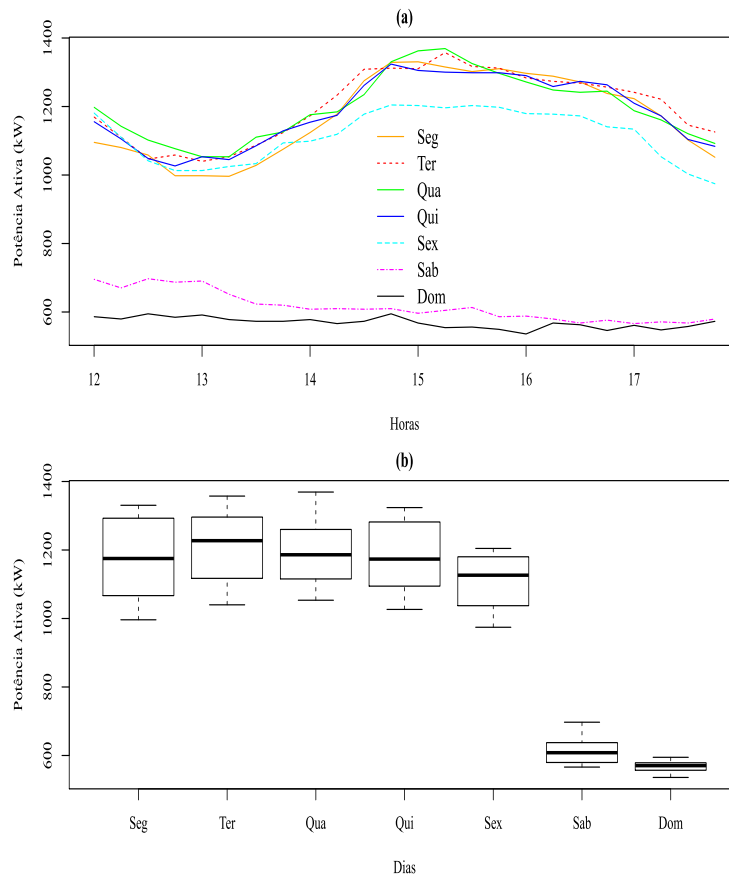 (a)
Potência Ativa (kW)
1400
1200
1000
800
600
Seg
Ter
Qua
Qui
Sex
Sab
Dom
12 13 14 15 16 17
Horas
(b)
Potência Ativa (kW)
1400
1200
1000
800
600
Seg Ter Qua Qui Sex Sab Dom
Dias